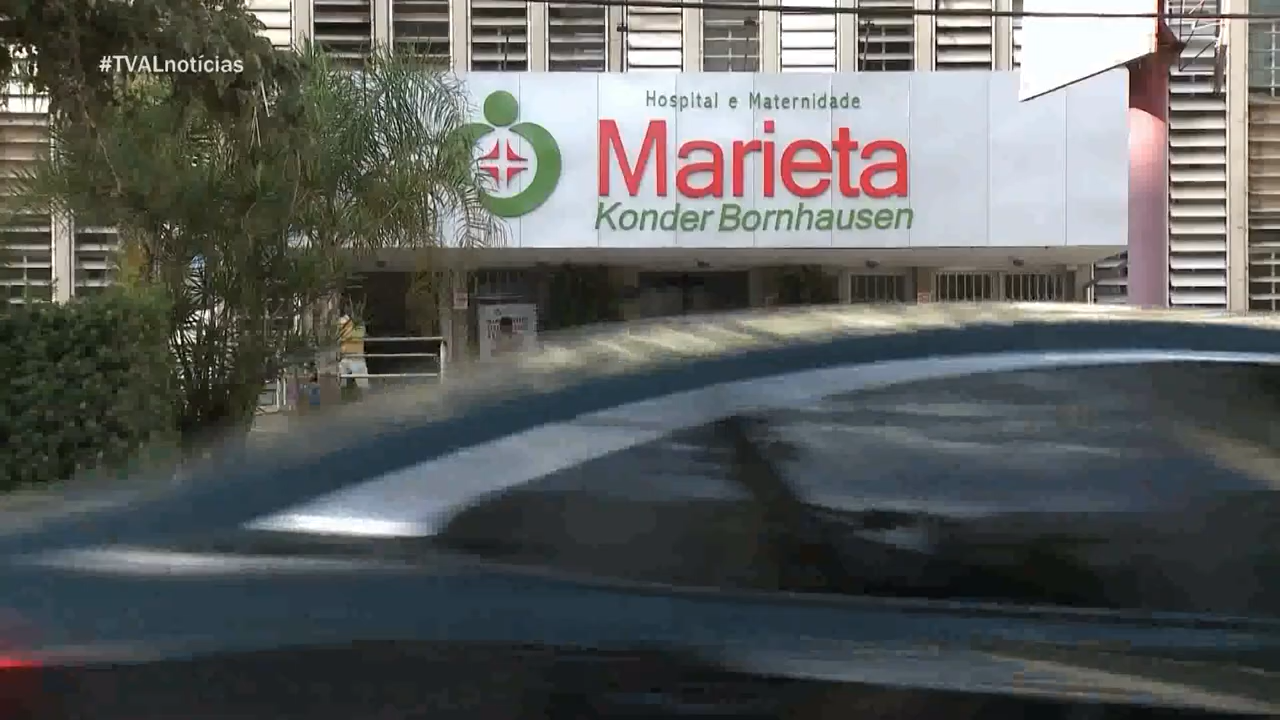 #TVALnotícias
Hospital e Maternidade
Marieta
Konder Bornhausen